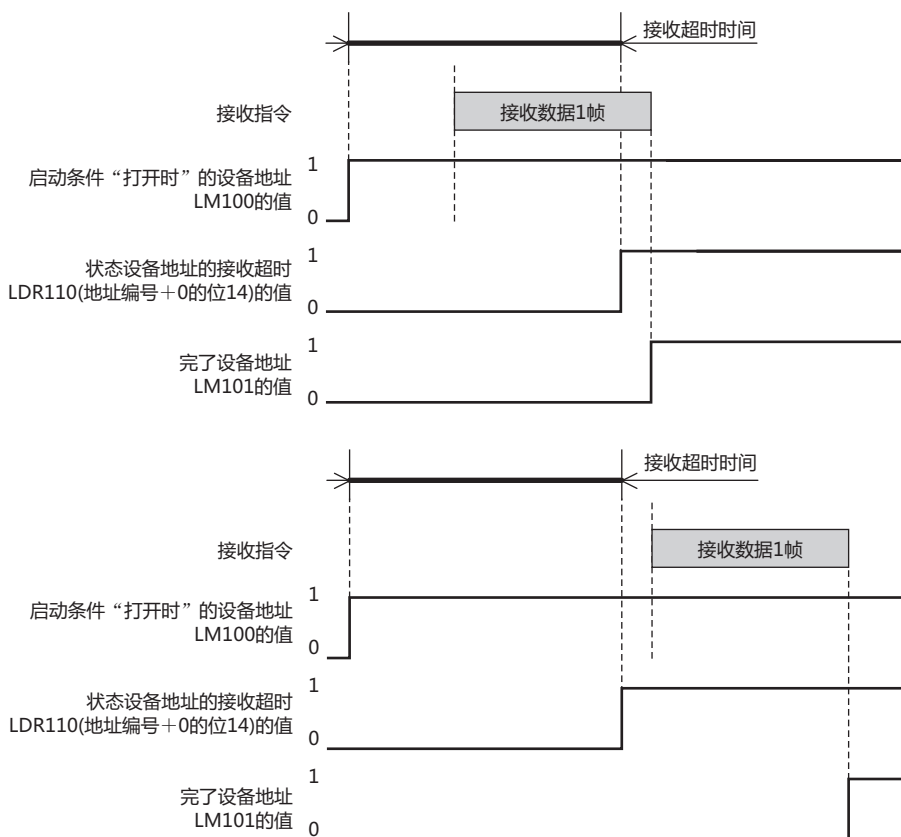 接收超时时间
接收指令
接收数据1帧
启动条件“打开时”的设备地址
LM100的值
1
0
状态设备地址的接收超时
LDR110(地址编号＋0的位14)的值
1
0
完了设备地址
LM101的值
1
0
接收超时时间
接收指令
接收数据1帧
启动条件“打开时”的设备地址
LM100的值
1
0
状态设备地址的接收超时
LDR110(地址编号＋0的位14)的值
1
0
完了设备地址
LM101的值
1
0